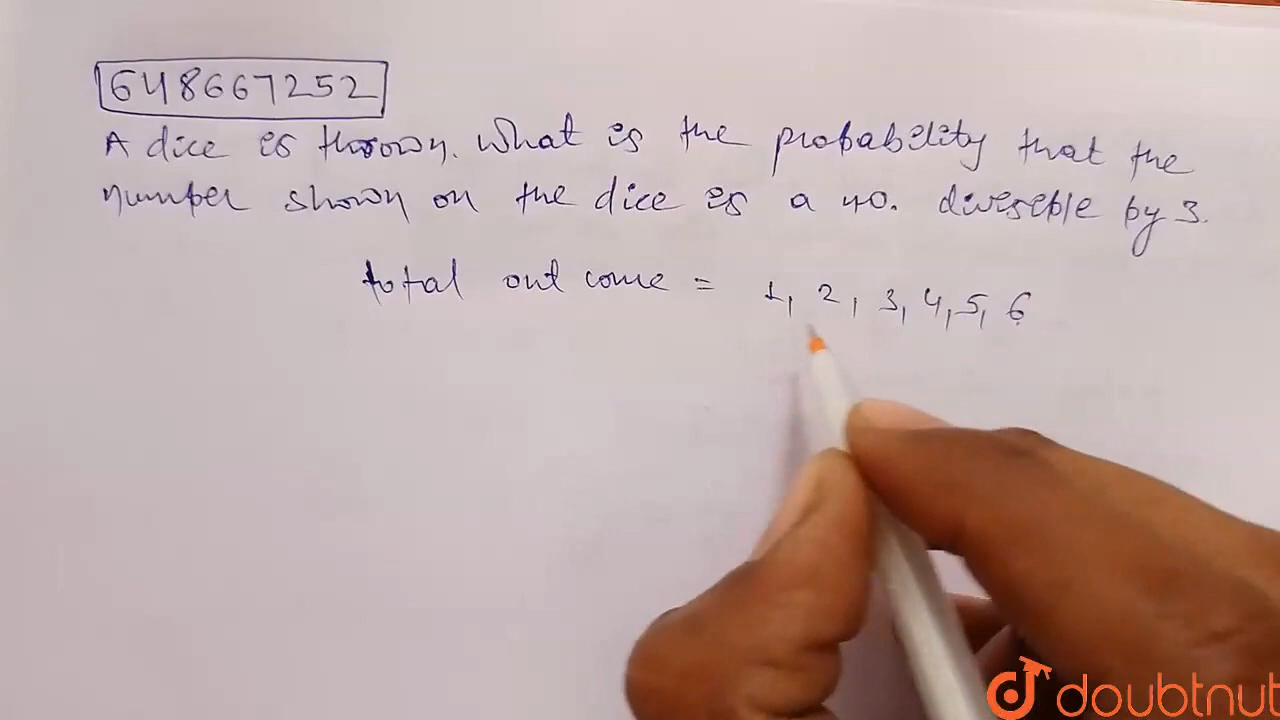 648667252
A dice is thrown. What is the probability that the
number shown on the dice is a no. divisible by 3.
total out come = 1, 2, 3, 4, 5, 6
doubtnut